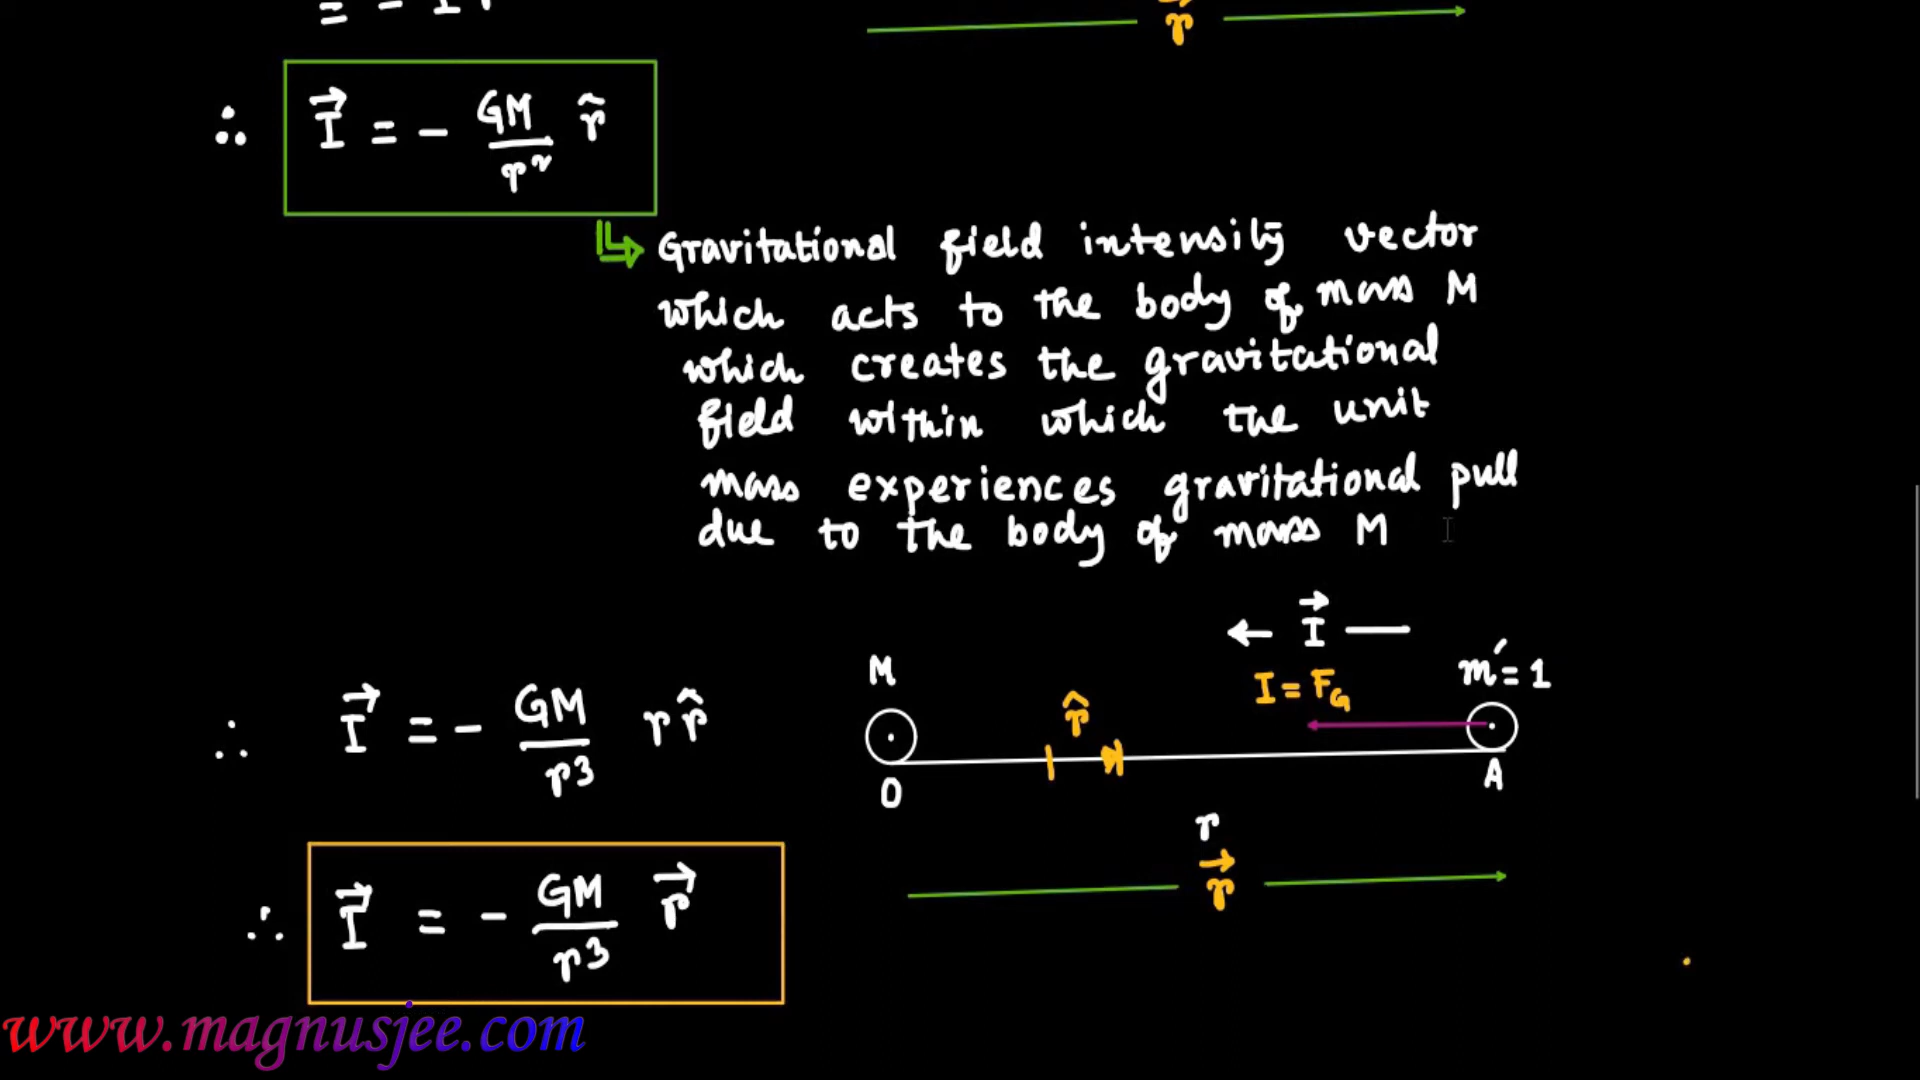 = - I r
r⃗
∴ I⃗ = - GM/r² r̂
Gravitational field intensity vector
which acts to the body of mass M
which creates the gravitational
field within which the unit
mass experiences gravitational pull
due to the body of mass M
← I⃗ —
M
I = F_G
m' = 1
∴ I⃗ = - GM/r³ r r̂
r̂
O
A
r
r⃗
∴ I⃗ = - GM/r³ r⃗
www.magnusjee.com